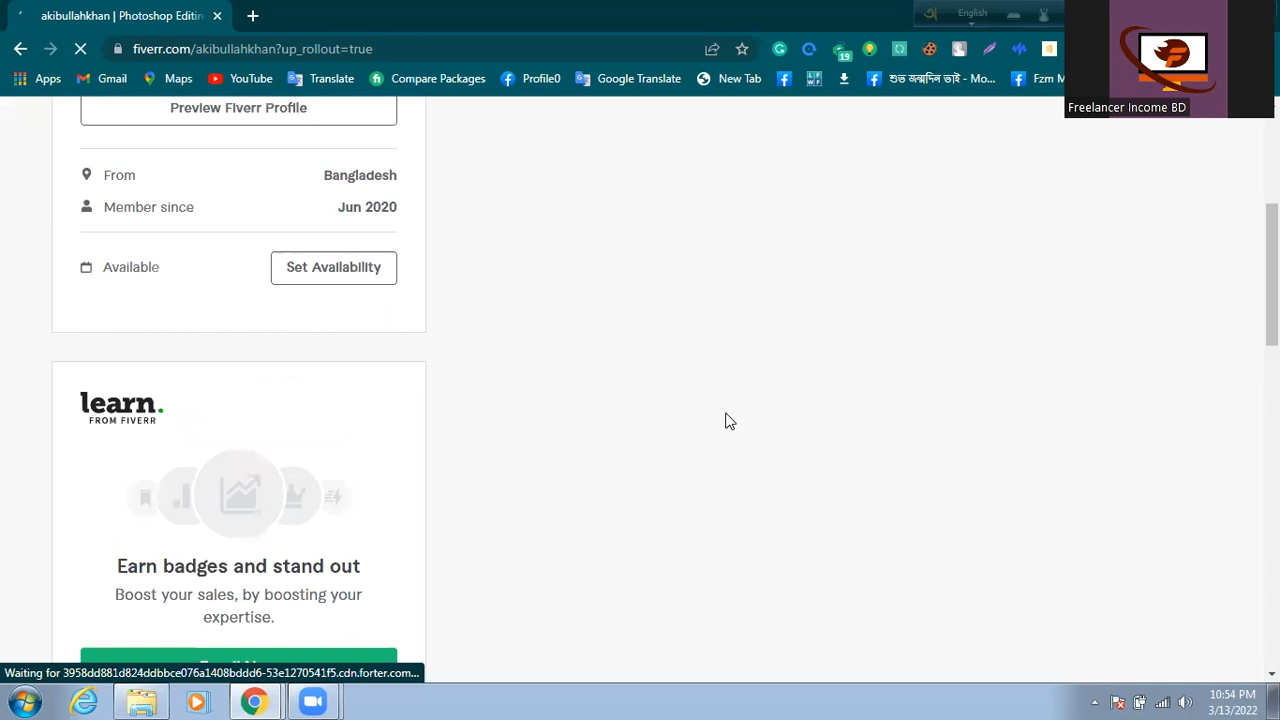 akibullahkhan | Photoshop Editin
English
fiverr.com/akibullahkhan?up_rollout=true
19
Apps Gmail Maps YouTube Translate Compare Packages Profile0 Google Translate New Tab শুভ জন্মদিন ভাই - Mo... Fzm M
Freelancer Income BD
Preview Fiverr Profile
From Bangladesh
Member since Jun 2020
Available Set Availability
learn.
FROM FIVERR
Earn badges and stand out
Boost your sales, by boosting your
expertise.
Waiting for 3958dd881d824ddbbce076a1408bddd6-53e1270541f5.cdn.forter.com...
10:54 PM
3/13/2022